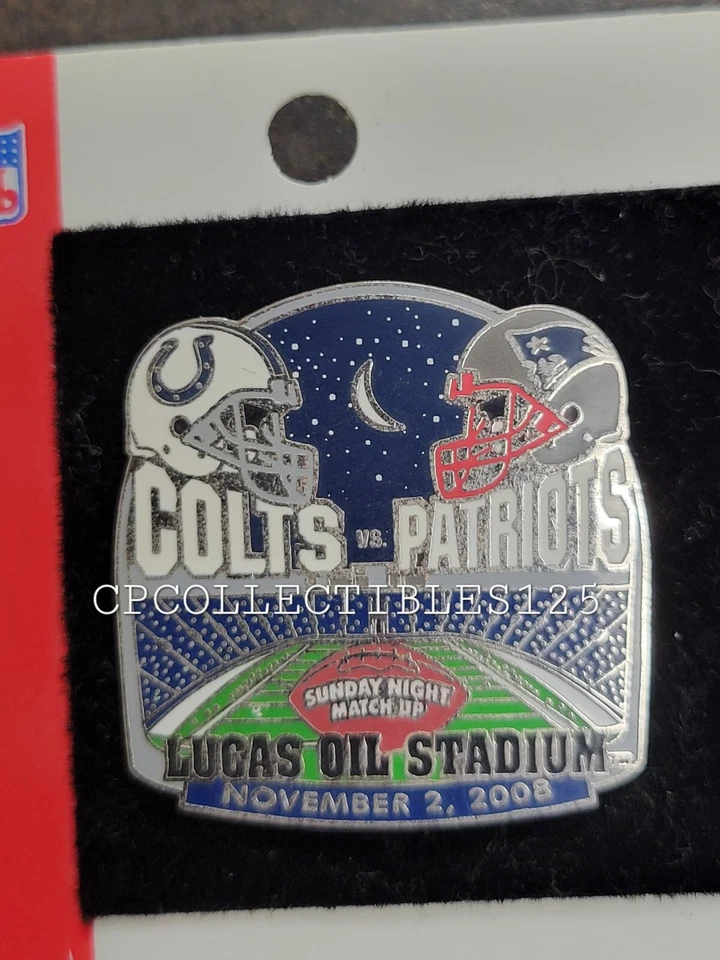 COLTS VS. PATRIOTS
CPCOLLECTIBLES125
SUNDAY NIGHT
MATCH-UP
LUCAS OIL STADIUM
NOVEMBER 2, 2008